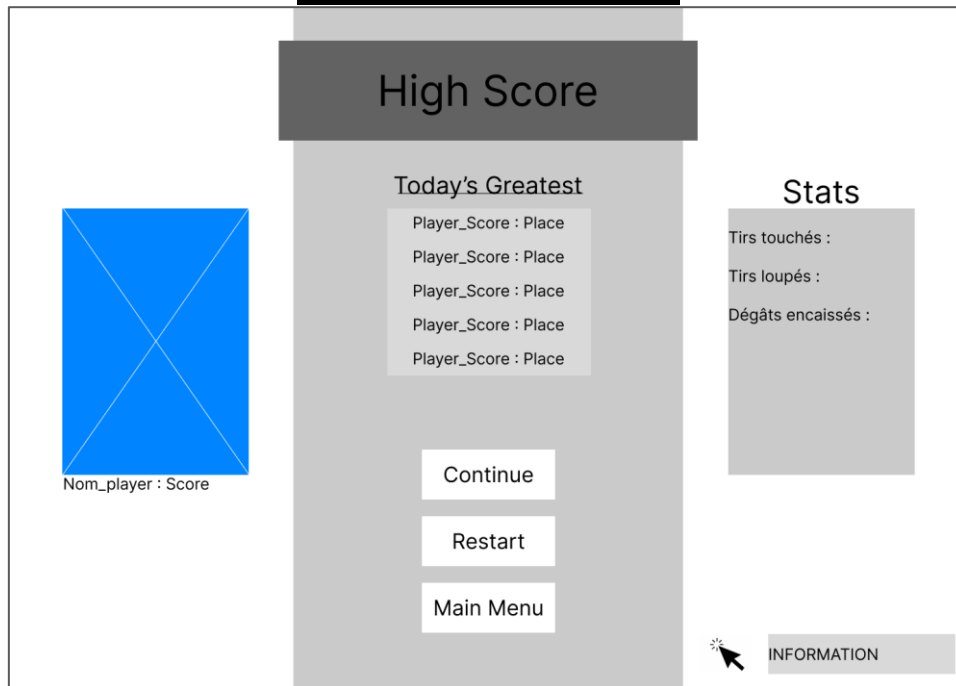 High Score
Today's Greatest
Player_Score : Place
Player_Score : Place
Player_Score : Place
Player_Score : Place
Player_Score : Place
Nom_player : Score
Stats
Tirs touchés :
Tirs loupés :
Dégâts encaissés :
Continue
Restart
Main Menu
INFORMATION